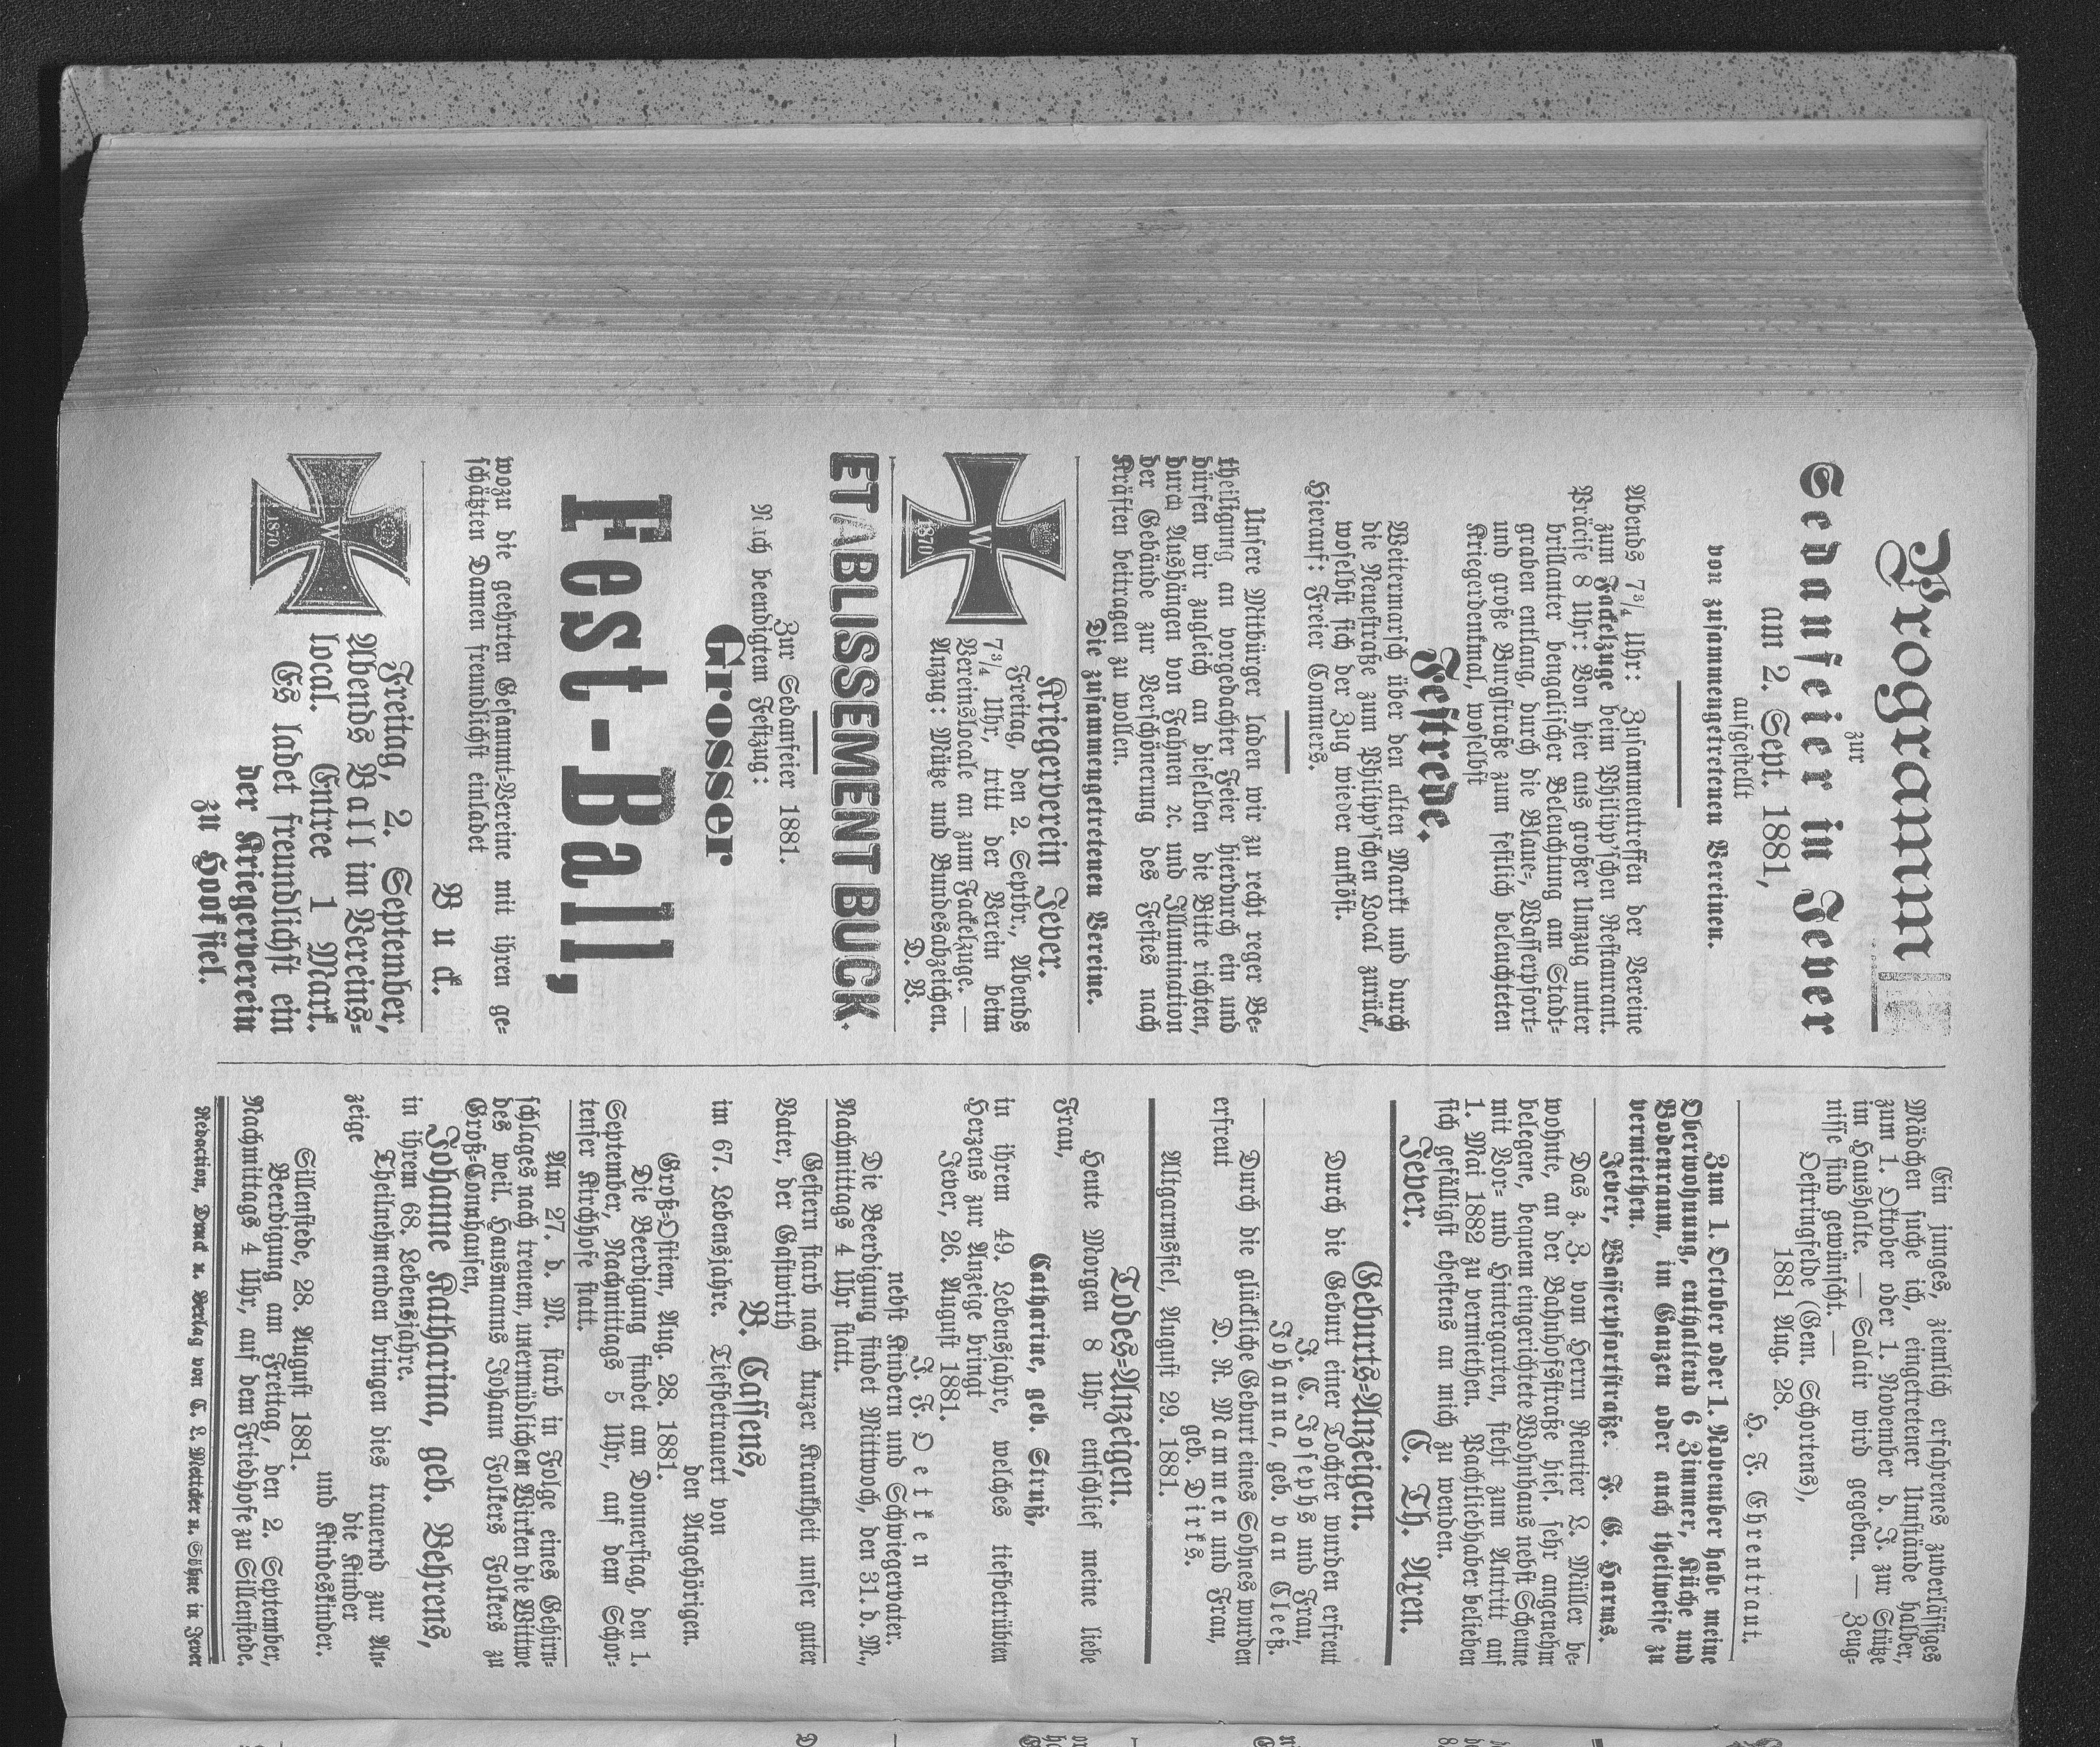 Programm
zur
Sedanfeier in Jever
am 2. Sept. 1881,
aufgestellt
von zusammengetretenen Vereinen.
Abends 7¾ Uhr: Zusammentreffen der Vereine
zum Fackelzuge beim Philipp'schen Restaurant.
Präcise 8 Uhr: Von hier aus großer Umzug unter
brillanter bengalischer Beleuchtung am Stadt-
graben entlang, durch die Blaue-, Wasserpfort-
und große Burgstraße zum festlich beleuchteten
Kriegerdenkmal, woselbst
Festrede.
Weitermarsch über den alten Markt und durch
die Neuestraße zum Philipp'schen Local zurück,
woselbst sich der Zug wieder auflöst.
Hierauf: Freier Commers.
Unsere Mitbürger laden wir zu recht reger Be-
theiligung an vorgedachter Feier hierdurch ein und
dürfen wir zugleich an dieselben die Bitte richten,
durch Aushängen von Fahnen ꝛc. und Illumination
der Gebäude zur Verschönerung des Festes nach
Kräften beitragen zu wollen.
Die zusammengetretenen Vereine.
Kriegerverein Jever.
Freitag, den 2. Septbr., Abends
7¾ Uhr, tritt der Verein beim
Vereinslocale an zum Fackelzuge. —
Anzug: Mütze und Bundesabzeichen.
D. V.
W
1870
ETABLISSEMENT BUCK.
Zur Sedanfeier 1881.
Nach beendigtem Festzug:
Grosser
Fest-Ball,
wozu die geehrten Gesammt-Vereine mit ihren ge-
schätzten Damen freundlichst einladet
Buck.
W
1870
Freitag, 2. September,
Abends Ball im Vereins-
local. Entree 1 Mark.
Es ladet freundlichst ein
der Kriegerverein
zu Hooksiel.
Ein junges, ziemlich erfahrenes zuverlässiges
Mädchen suche ich, eingetretener Umstände halber,
zum 1. Oktober oder 1. November d. J. zur Stütze
im Haushalte. — Salair wird gegeben. — Zeug-
nisse sind gewünscht. —
Oestringfelde (Gem. Schortens),
1881 Aug. 28.
H. F. Ehrentraut.
Zum 1. October oder 1. November habe meine
Oberwohnung, enthaltend 6 Zimmer, Küche und
Bodenraum, im Ganzen oder auch theilweise zu
vermiethen.
Jever, Wasserpfortstraße. F. G. Harms.
Das z. Z. vom Herrn Rentier L. Müller be-
wohnte, an der Bahnhofsstraße hies. sehr angenehm
belegene, bequem eingerichtete Wohnhaus nebst Scheune
mit Vor- und Hintergarten, steht zum Antritt auf
1. Mai 1882 zu vermiethen. Pachtliebhaber belieben
sich gefälligst ehestens an mich zu wenden.
Jever. C. Th. Aren.
Geburts-Anzeigen.
Durch die Geburt einer Tochter wurden erfreut
J. C. Josephs und Frau,
Johanna, geb. van Cleef.
Durch die glückliche Geburt eines Sohnes wurden
erfreut D. R. Mammen und Frau,
geb. Dirks.
Altgarmssiel, August 29. 1881.
Todes-Anzeigen.
Heute Morgen 8 Uhr entschlief meine liebe
Frau,
Catharine, geb. Struß,
in ihrem 49. Lebensjahre, welches tiefbetrübten
Herzens zur Anzeige bringt
Jever, 26. August 1881.
J. F. Oetken
nebst Kindern und Schwiegervater.
Die Beerdigung findet Mittwoch, den 31. d. M.,
Nachmittags 4 Uhr statt.
Gestern starb nach kurzer Krankheit unser guter
Vater, der Gastwirth
B. Cassens,
im 67. Lebensjahre. Tiefbetrauert von
den Angehörigen.
Groß-Ostiem, Aug. 28. 1881.
Die Beerdigung findet am Donnerstag, den 1.
September, Nachmittags 5 Uhr, auf dem Schor-
tenser Kirchhofe statt.
Am 27. d. M. starb in Folge eines Gehirn-
schlages nach treuem, unermüdlichem Wirken die Wittwe
des weil. Hausmanns Johann Folkers Folkers zu
Groß-Connhausen,
Johanne Katharina, geb. Behrens,
in ihrem 68. Lebensjahre.
Theilnehmenden bringen dies trauernd zur An-
zeige
die Kinder
und Kindeskinder.
Sillenstede, 28. August 1881.
Beerdigung am Freitag, den 2. September,
Nachmittags 4 Uhr, auf dem Friedhofe zu Sillenstede.
Redaction, Druck u. Verlag von C. L. Mettcker u. Söhne in Jever